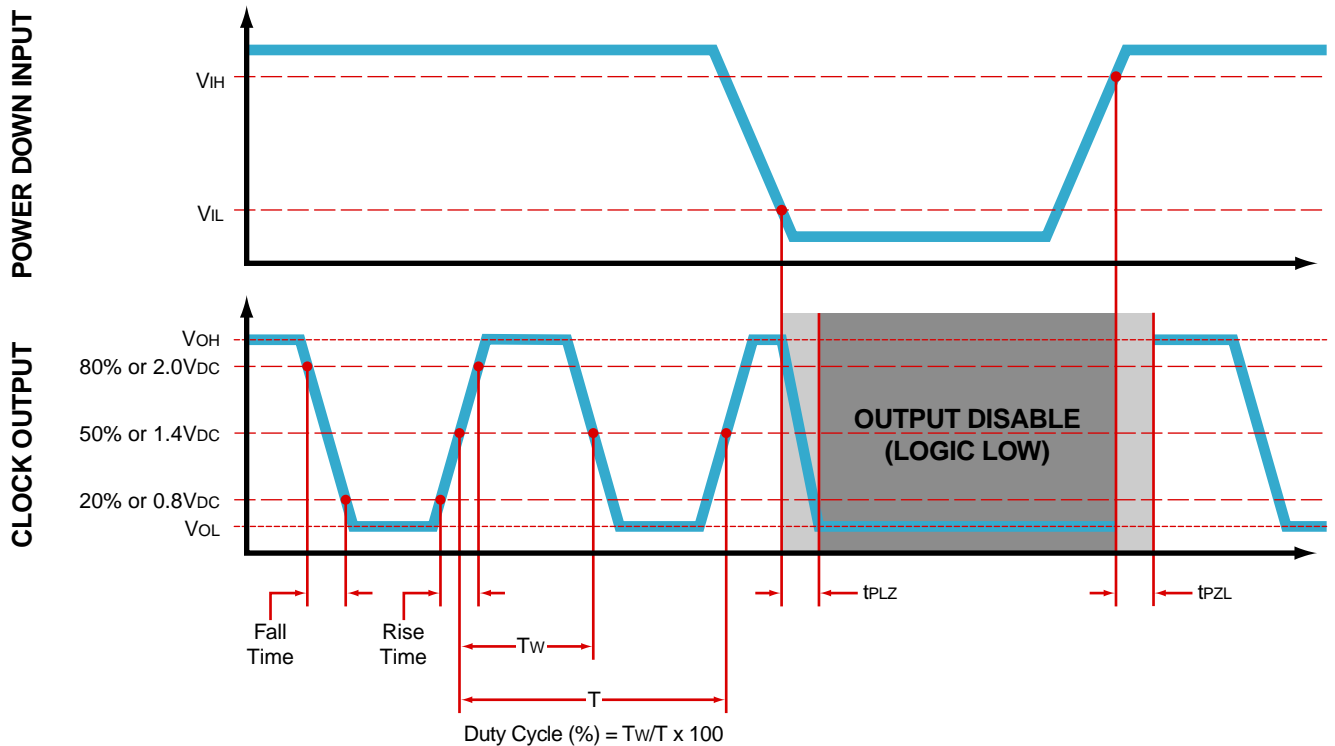 POWER DOWN INPUT
VIH
VIL
CLOCK OUTPUT
VOH
80% or 2.0VDC
50% or 1.4VDC
20% or 0.8VDC
VOL
OUTPUT DISABLE
(LOGIC LOW)
tPLZ
tPZL
Fall
Time
Rise
Time
TW
T
Duty Cycle (%) = TW/T x 100